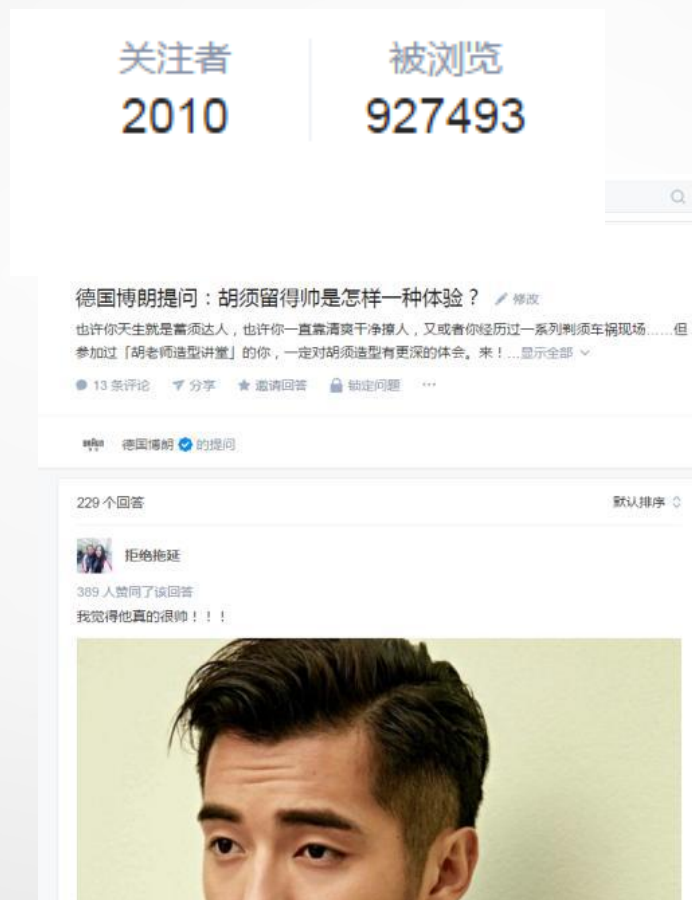 关注者 被浏览
2010 927493
德国博朗提问：胡须留得帅是怎样一种体验？ 修改
也许你天生就是蓄须达人，也许你一直靠清爽干净撩人，又或者你经历过一系列剃须车祸现场……但
参加过「胡老师造型讲堂」的你，一定对胡须造型有更深的体会。来！...显示全部
13 条评论 分享 邀请回答 锁定问题 ...
BRAUN 德国博朗 的提问
229 个回答 默认排序
拒绝拖延
389 人赞同了该回答
我觉得他真的很帅！！！